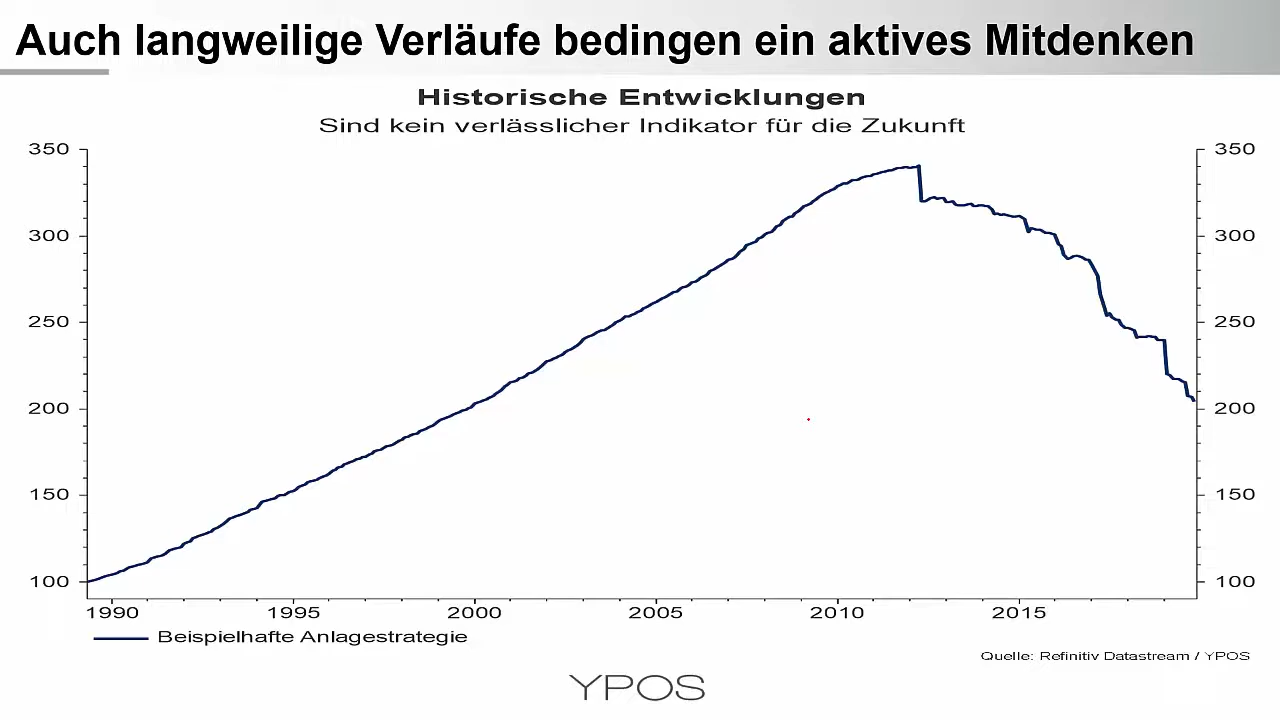 Auch langweilige Verläufe bedingen ein aktives Mitdenken
Historische Entwicklungen
Sind kein verlässlicher Indikator für die Zukunft
350 350
300 300
250 250
200 200
150 150
100 100
1990 1995 2000 2005 2010 2015
Beispielhafte Anlagestrategie
Quelle: Refinitiv Datastream / YPOS
YPOS